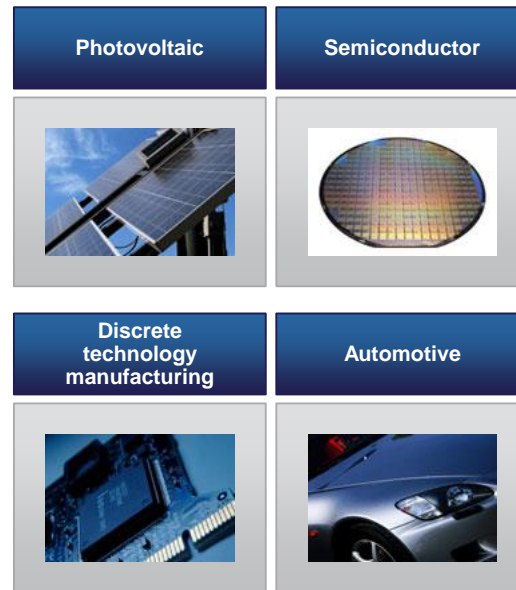 Photovoltaic
Semiconductor
Discrete
technology
manufacturing
Automotive